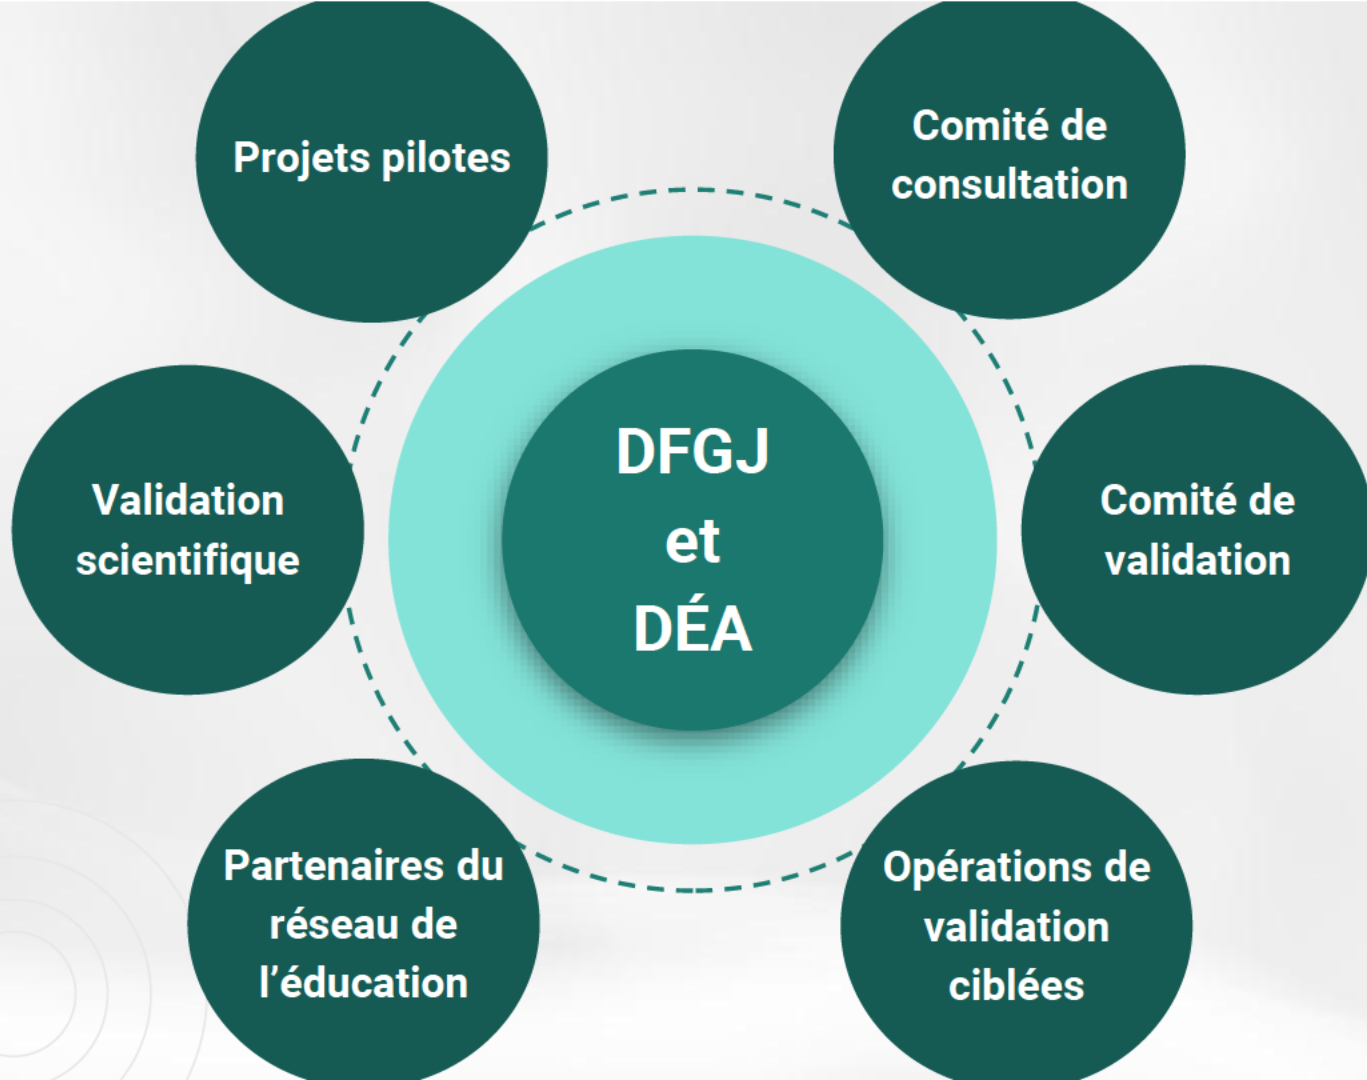 Projets pilotes
Comité de
consultation
Validation
scientifique
DFGJ
et
DÉA
Comité de
validation
Partenaires du
réseau de
l’éducation
Opérations de
validation
ciblées